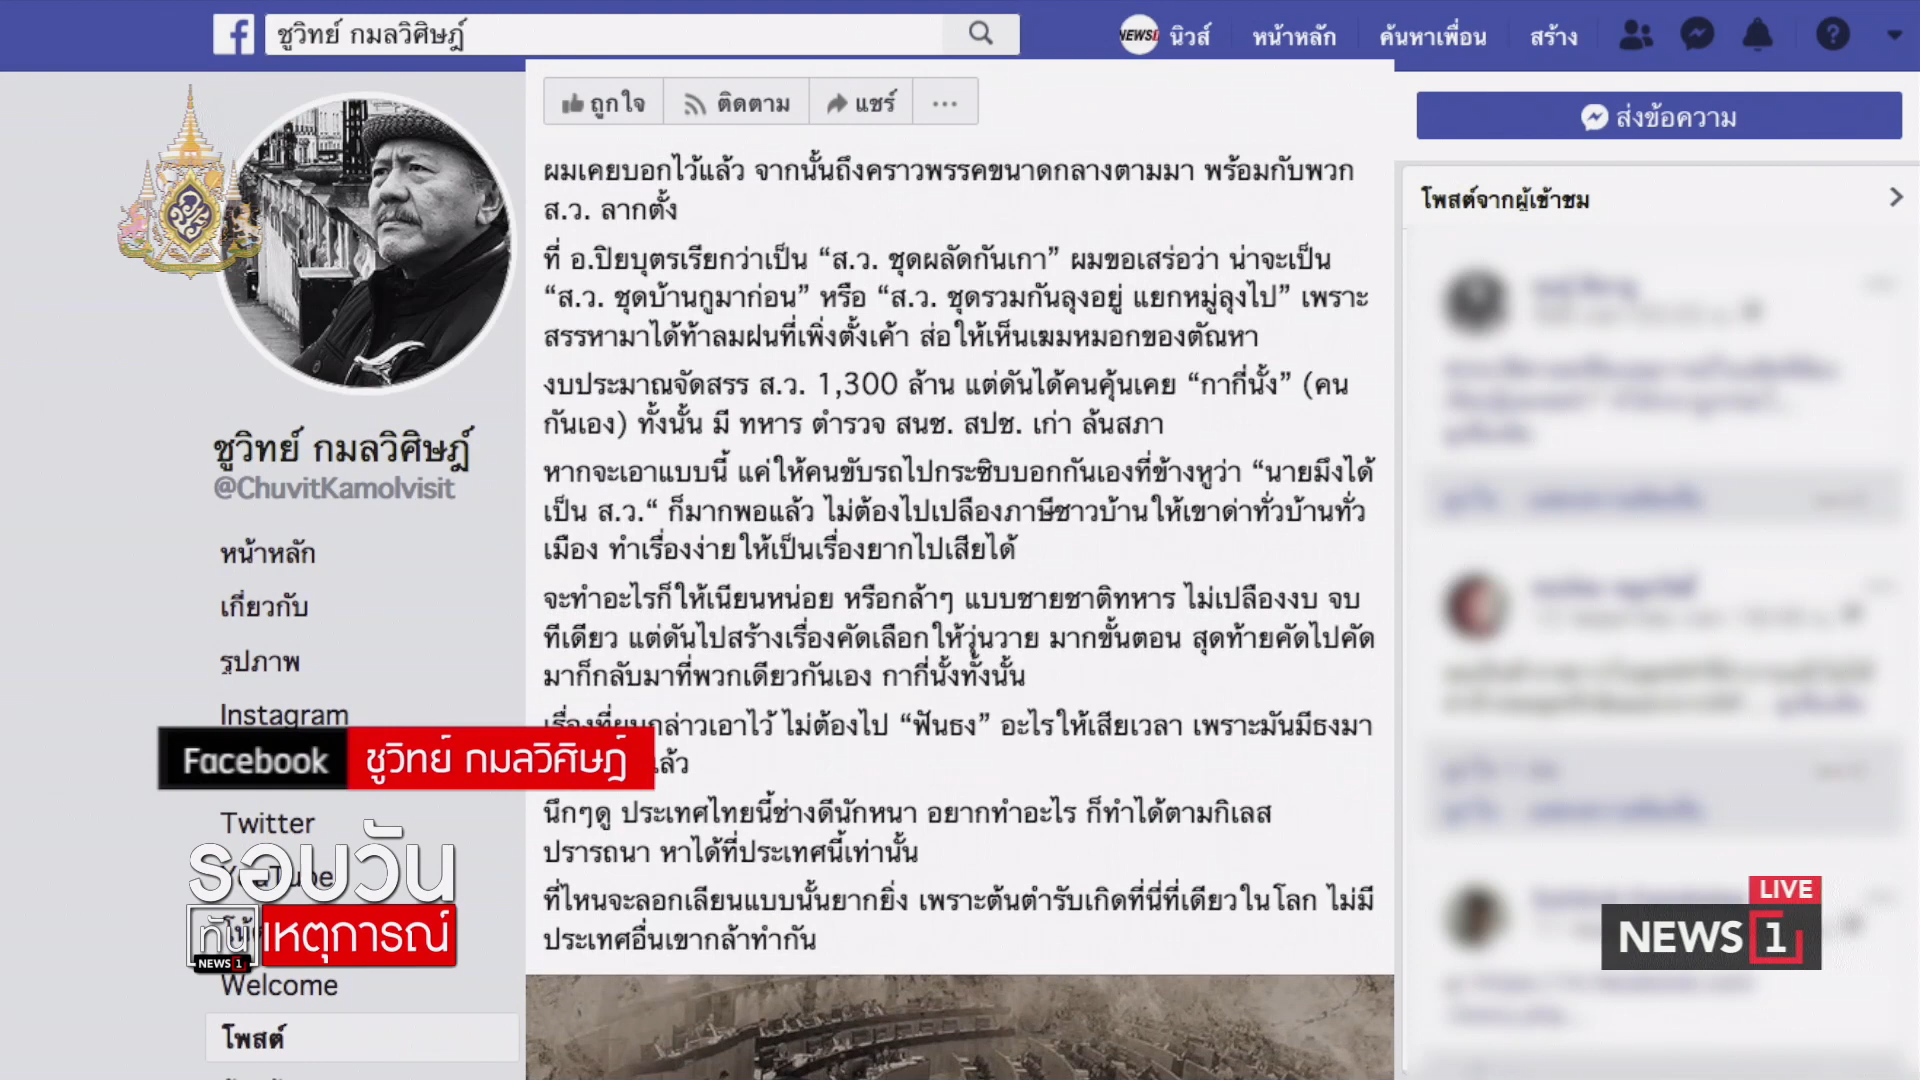 ชูวิทย์ กมลวิศิษฎ์
NEWS1 นิวส์ หน้าหลัก ค้นหาเพื่อน สร้าง
ถูกใจ ติดตาม แชร์ ...
ส่งข้อความ
โพสต์จากผู้เข้าชม
ผมเคยบอกไว้แล้ว จากนั้นถึงคราวพรรคขนาดกลางตามมา พร้อมกับพวก
ส.ว. ลากตั้ง
ที่ อ.ปิยบุตรเรียกว่าเป็น “ส.ว. ชุดผลัดกันเกา” ผมขอเสร่อว่า น่าจะเป็น
“ส.ว. ชุดบ้านกูมาก่อน” หรือ “ส.ว. ชุดรวมกันลุงอยู่ แยกหมู่ลุงไป” เพราะ
สรรหามาได้ท้าลมฝนที่เพิ่งตั้งเค้า ส่อให้เห็นเฆมหมอกของตัณหา
งบประมาณจัดสรร ส.ว. 1,300 ล้าน แต่ดันได้คนคุ้นเคย “กากี่นั้ง” (คน
กันเอง) ทั้งนั้น มี ทหาร ตำรวจ สนช. สปช. เก่า ล้นสภา
หากจะเอาแบบนี้ แค่ให้คนขับรถไปกระซิบบอกกันเองที่ข้างหูว่า “นายมึงได้
เป็น ส.ว.“ ก็มากพอแล้ว ไม่ต้องไปเปลืองภาษีชาวบ้านให้เขาด่าทั่วบ้านทั่ว
เมือง ทำเรื่องง่ายให้เป็นเรื่องยากไปเสียได้
จะทำอะไรก็ให้เนียนหน่อย หรือกล้าๆ แบบชายชาติทหาร ไม่เปลืองงบ จบ
ทีเดียว แต่ดันไปสร้างเรื่องคัดเลือกให้วุ่นวาย มากขั้นตอน สุดท้ายคัดไปคัด
มาก็กลับมาที่พวกเดียวกันเอง กากี่นั้งทั้งนั้น
เรื่องที่ผมกล่าวเอาไว้ ไม่ต้องไป “ฟันธง” อะไรให้เสียเวลา เพราะมันมีธงมา
ล้ว
นึกๆดู ประเทศไทยนี้ช่างดีนักหนา อยากทำอะไร ก็ทำได้ตามกิเลส
ปรารถนา หาได้ที่ประเทศนี้เท่านั้น
ที่ไหนจะลอกเลียนแบบนั้นยากยิ่ง เพราะต้นตำรับเกิดที่นี่ที่เดียวในโลก ไม่มี
ประเทศอื่นเขากล้าทำกัน
ชูวิทย์ กมลวิศิษฎ์
@ChuvitKamolvisit
หน้าหลัก
เกี่ยวกับ
รูปภาพ
Instagram
Facebook ชูวิทย์ กมลวิศิษฎ์
Twitter
YouTube
รอบวัน
ทันเหตุการณ์
NEWS1
Welcome
โพสต์
LIVE
NEWS 1